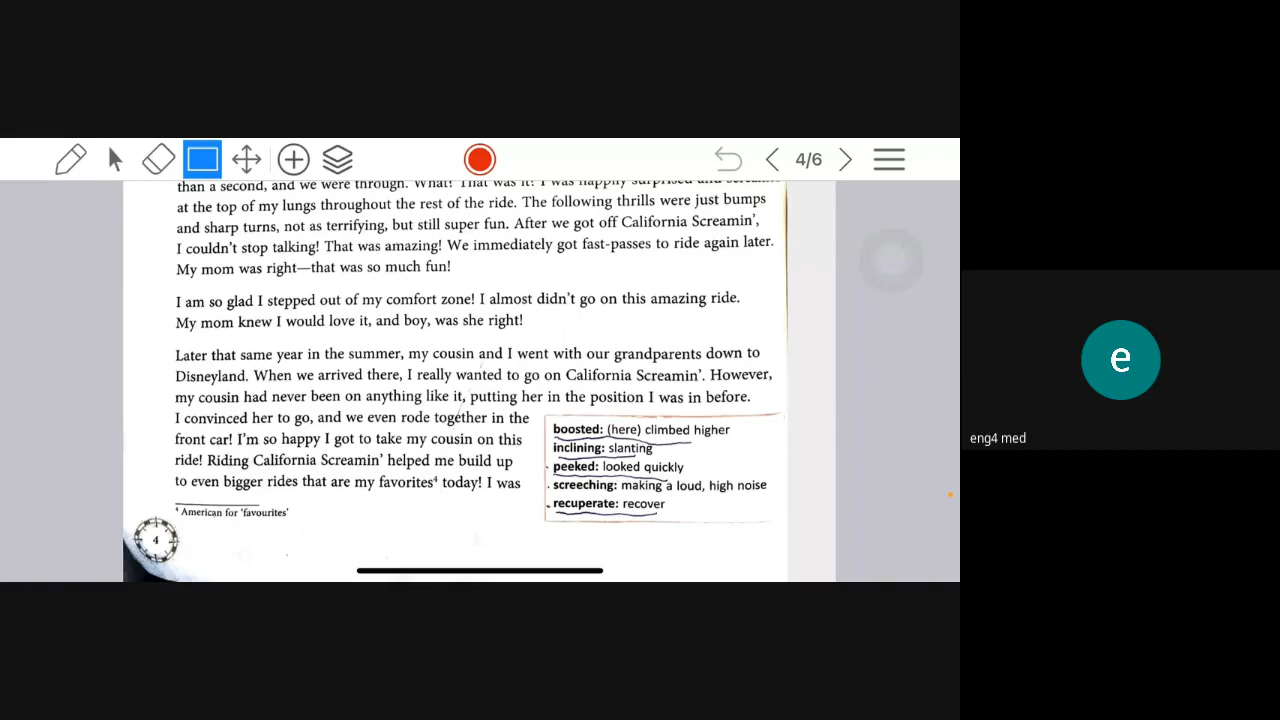 4/6
than a second, and we were through. What? That was it? I was happily surprised and
at the top of my lungs throughout the rest of the ride. The following thrills were just bumps
and sharp turns, not as terrifying, but still super fun. After we got off California Screamin’,
I couldn’t stop talking! That was amazing! We immediately got fast-passes to ride again later.
My mom was right—that was so much fun!
I am so glad I stepped out of my comfort zone! I almost didn’t go on this amazing ride.
My mom knew I would love it, and boy, was she right!
Later that same year in the summer, my cousin and I went with our grandparents down to
Disneyland. When we arrived there, I really wanted to go on California Screamin’. However,
my cousin had never been on anything like it, putting her in the position I was in before.
I convinced her to go, and we even rode together in the
front car! I’m so happy I got to take my cousin on this
ride! Riding California Screamin’ helped me build up
to even bigger rides that are my favorites⁴ today! I was
boosted: (here) climbed higher
inclining: slanting
peeked: looked quickly
screeching: making a loud, high noise
recuperate: recover
⁴ American for ‘favourites’
4
e
eng4 med